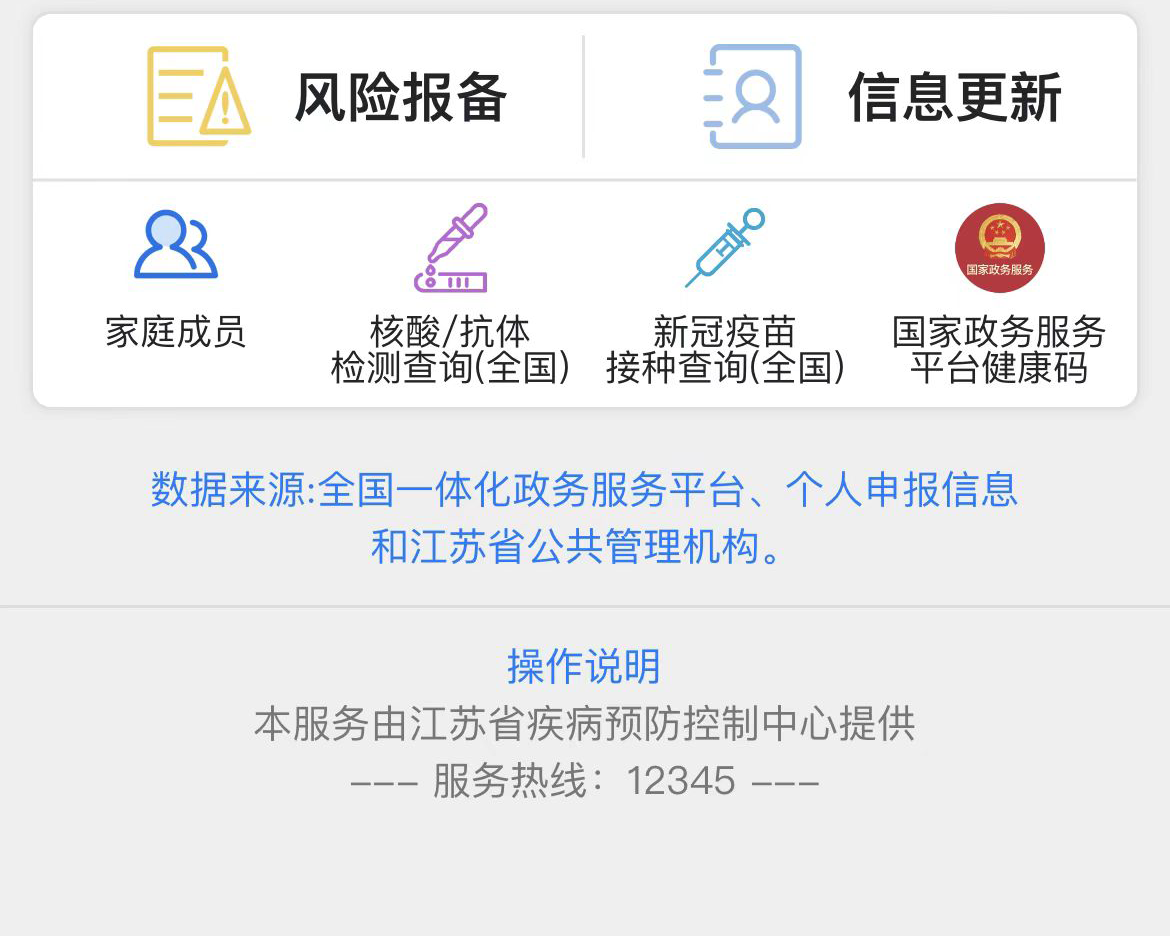 风险报备
信息更新
国家政务服务
家庭成员
核酸/抗体
检测查询(全国)
新冠疫苗
接种查询(全国)
国家政务服务
平台健康码
数据来源:全国一体化政务服务平台、个人申报信息
和江苏省公共管理机构。
操作说明
本服务由江苏省疾病预防控制中心提供
--- 服务热线：12345 ---